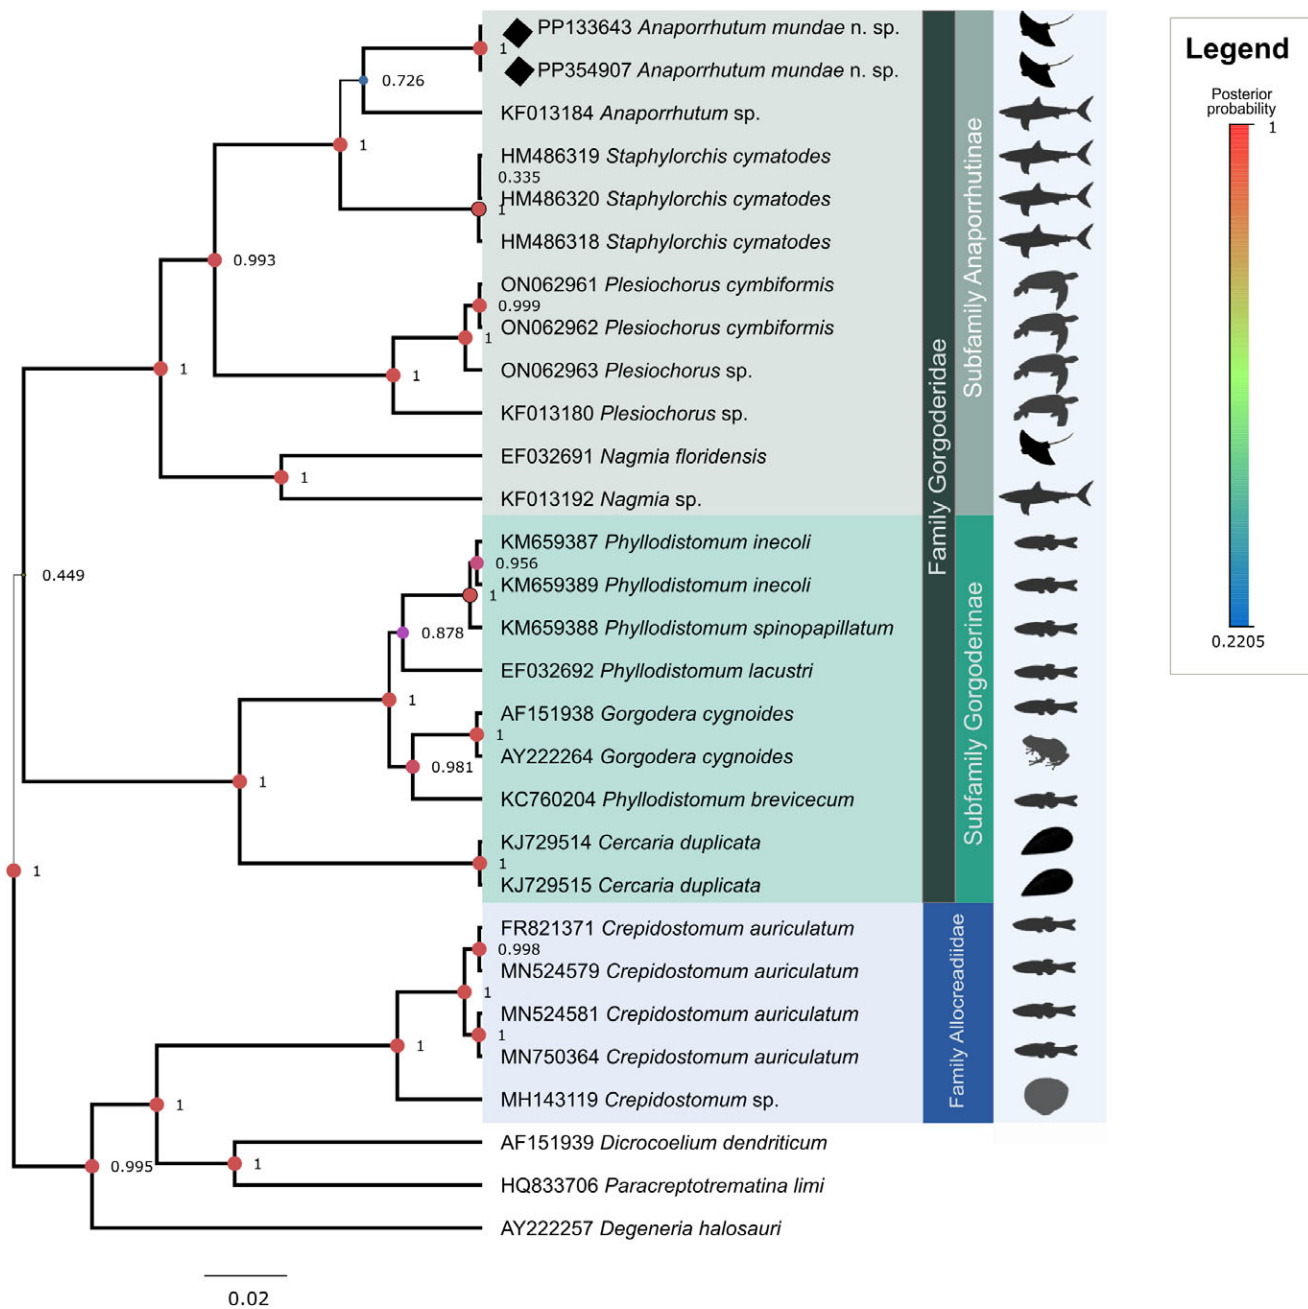 PP133643 Anaporrhutum mundae n. sp.
1
PP354907 Anaporrhutum mundae n. sp.
0.726
KF013184 Anaporrhutum sp.
1
HM486319 Staphylorchis cymatodes
0.335
HM486320 Staphylorchis cymatodes
1
HM486318 Staphylorchis cymatodes
0.993
ON062961 Plesiochorus cymbiformis
0.999
ON062962 Plesiochorus cymbiformis
1
ON062963 Plesiochorus sp.
1
1
KF013180 Plesiochorus sp.
EF032691 Nagmia floridensis
1
KF013192 Nagmia sp.
KM659387 Phyllodistomum inecoli
0.956
0.449
KM659389 Phyllodistomum inecoli
1
KM659388 Phyllodistomum spinopapillatum
0.878
EF032692 Phyllodistomum lacustri
1
AF151938 Gorgodera cygnoides
1
AY222264 Gorgodera cygnoides
0.981
1
KC760204 Phyllodistomum brevicecum
KJ729514 Cercaria duplicata
1
1
KJ729515 Cercaria duplicata
FR821371 Crepidostomum auriculatum
0.998
MN524579 Crepidostomum auriculatum
1
MN524581 Crepidostomum auriculatum
1
1
MN750364 Crepidostomum auriculatum
MH143119 Crepidostomum sp.
1
AF151939 Dicrocoelium dendriticum
1
0.995
HQ833706 Paracreptotrematina limi
AY222257 Degeneria halosauri
0.02
Family Gorgoderidae
Subfamily Anaporrhutinae
Subfamily Gorgoderinae
Family Allocreadiidae
Legend
Posterior
probability
1
0.2205